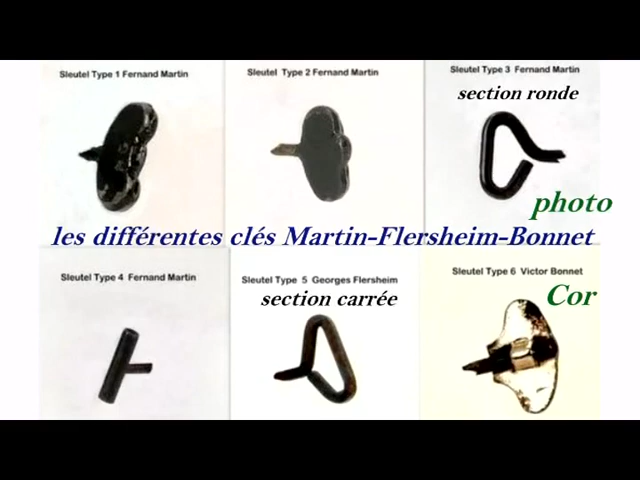 Sleutel Type 1 Fernand Martin
Sleutel Type 2 Fernand Martin
Sleutel Type 3 Fernand Martin
section ronde
photo
les différentes clés Martin-Flersheim-Bonnet
Sleutel Type 4 Fernand Martin
Sleutel Type 5 Georges Flersheim
section carrée
Sleutel Type 6 Victor Bonnet
Cor